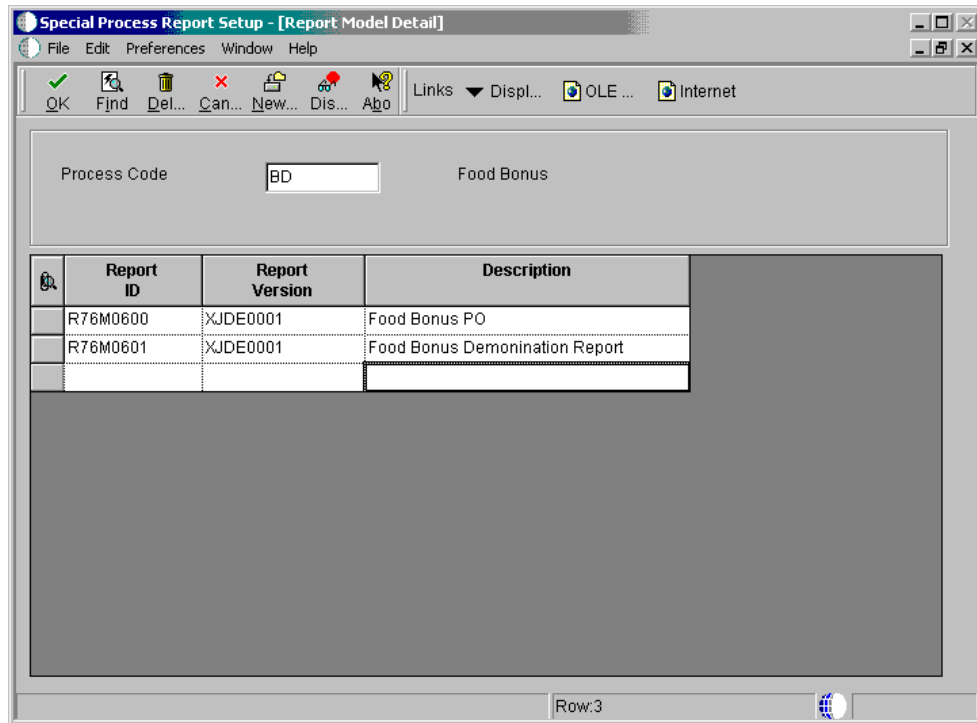 Special Process Report Setup - [Report Model Detail]
File Edit Preferences Window Help
OK Find Del... Can... New... Dis... Abo Links Displ... OLE ... Internet
Process Code BD Food Bonus
Report ID Report Version Description
R76M0600 XJDE0001 Food Bonus PO
R76M0601 XJDE0001 Food Bonus Demonination Report
Row:3